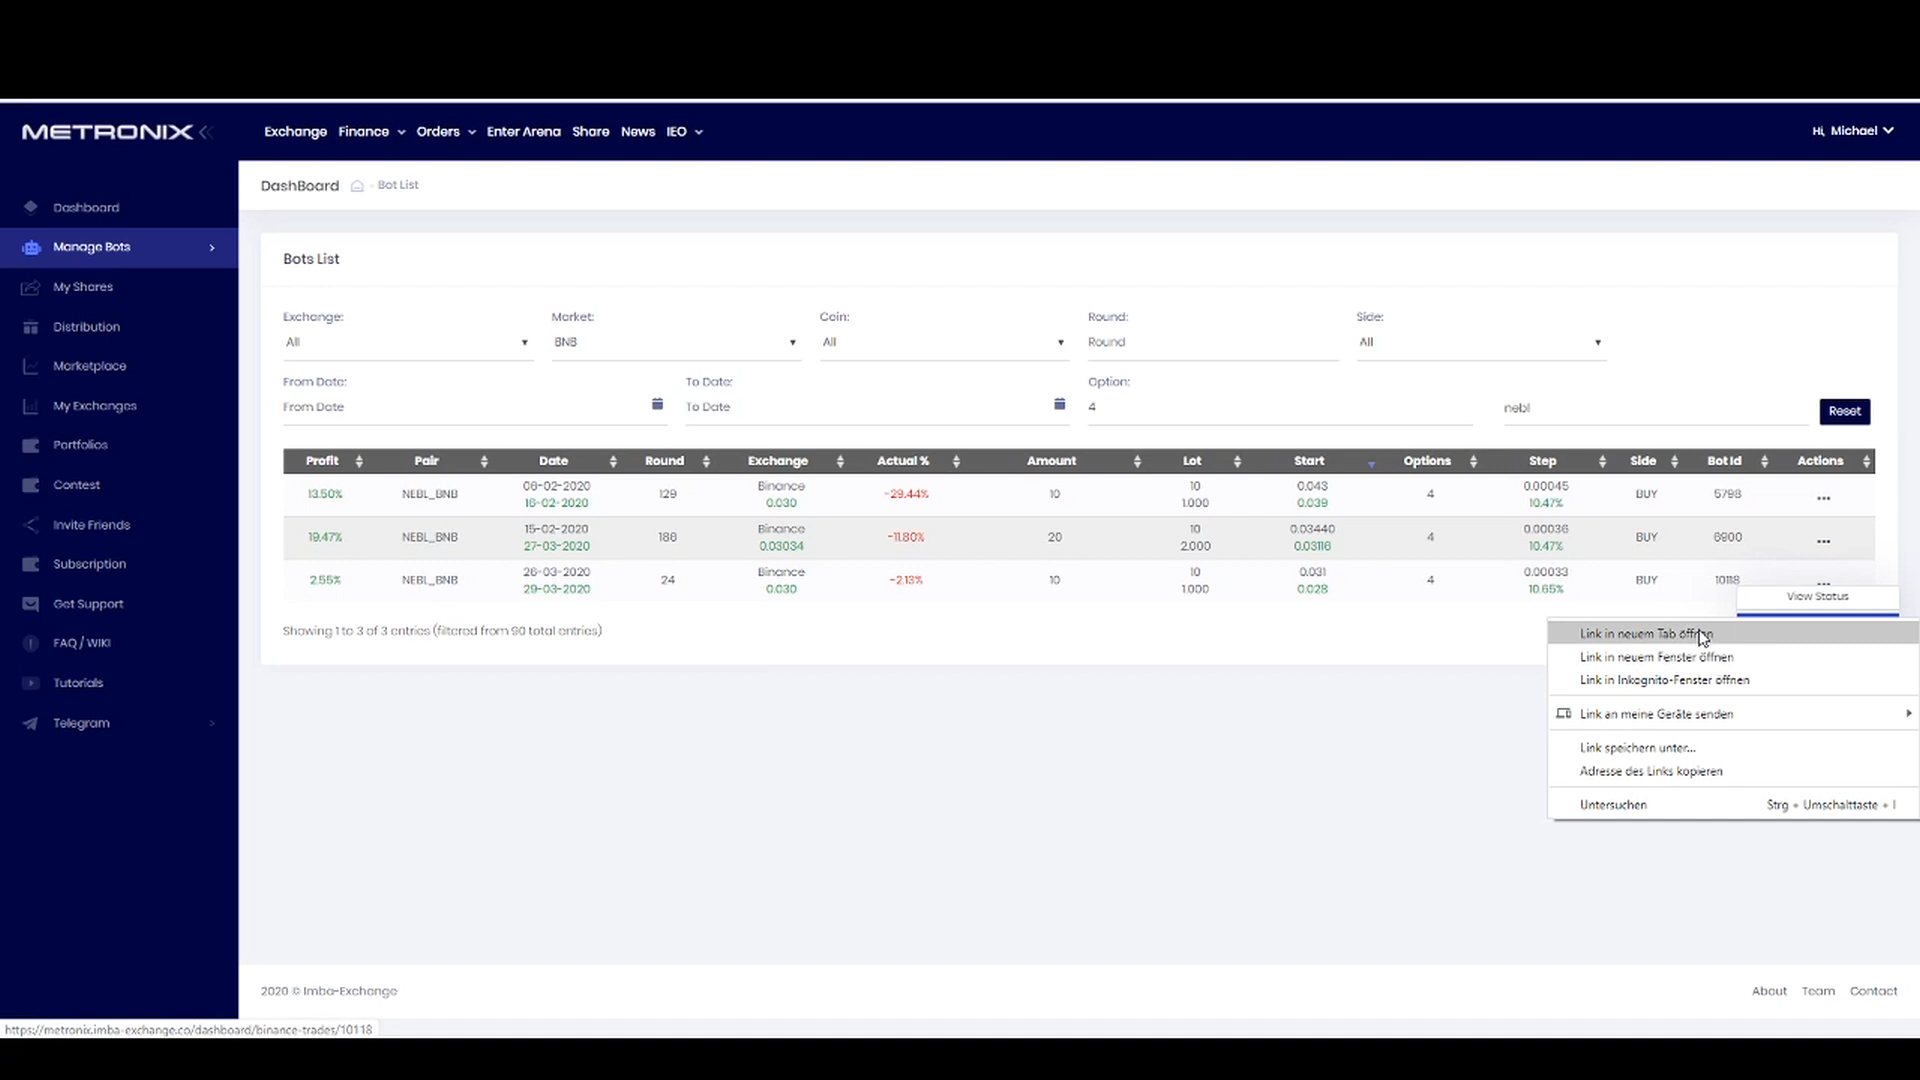 METRONIX
Exchange Finance Orders Enter Arena Share News IEO
Hi, Michael
Dashboard
Manage Bots
My Shares
Distribution
Marketplace
My Exchanges
Portfolios
Contest
Invite Friends
Subscription
Get Support
FAQ / WIKI
Tutorials
Telegram
DashBoard - Bot List
Bots List
Exchange: Market: Coin: Round: Side:
All BNB All Round All
From Date: To Date: Option:
From Date To Date 4 nebl Reset
Profit Pair Date Round Exchange Actual % Amount Lot Start Options Step Side Bot Id Actions
06-02-2020 Binance 10 0.043 0.00045
13.50% NEBL_BNB 129 -29.44% 10 4 BUY 5798 ...
16-02-2020 0.030 1.000 0.039 10.47%
15-02-2020 Binance 10 0.03440 0.00036
19.47% NEBL_BNB 186 -11.80% 20 4 BUY 6900 ...
27-03-2020 0.03034 2.000 0.03116 10.47%
26-03-2020 Binance 10 0.031 0.00033
2.55% NEBL_BNB 24 -2.13% 10 4 BUY 10118 ...
29-03-2020 0.030 1.000 0.028 10.65%
View Status
Showing 1 to 3 of 3 entries (filtered from 90 total entries)
Link in neuem Tab öffnen
Link in neuem Fenster öffnen
Link in Inkognito-Fenster öffnen
Link an meine Geräte senden
Link speichern unter...
Adresse des Links kopieren
Untersuchen Strg + Umschalttaste + I
2020 © Imba-Exchange
About Team Contact
https://metronix.imba-exchange.co/dashboard/binance-trades/10118